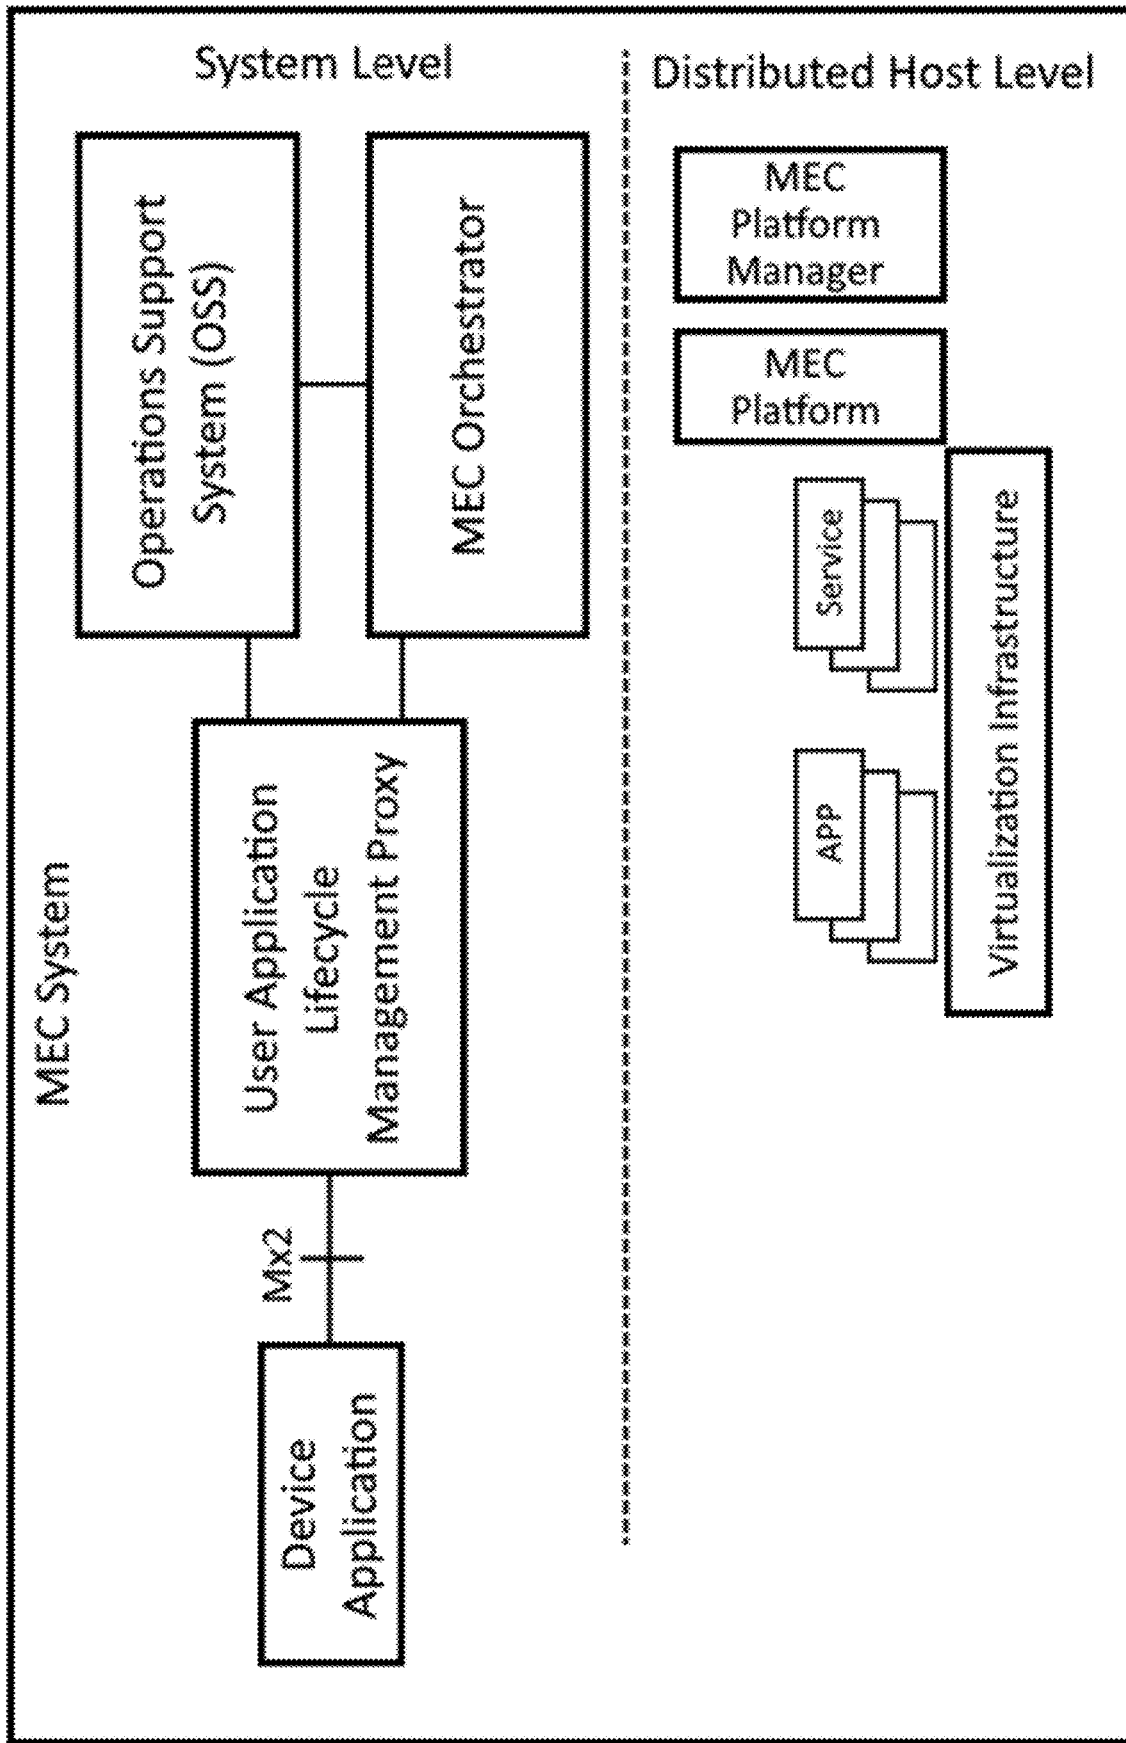 MEC System
System Level
Operations Support
System (OSS)
MEC Orchestrator
User Application
Lifecycle
Management Proxy
Mx2
Device
Application
Distributed Host Level
MEC
Platform
Manager
MEC
Platform
Service
APP
Virtualization Infrastructure